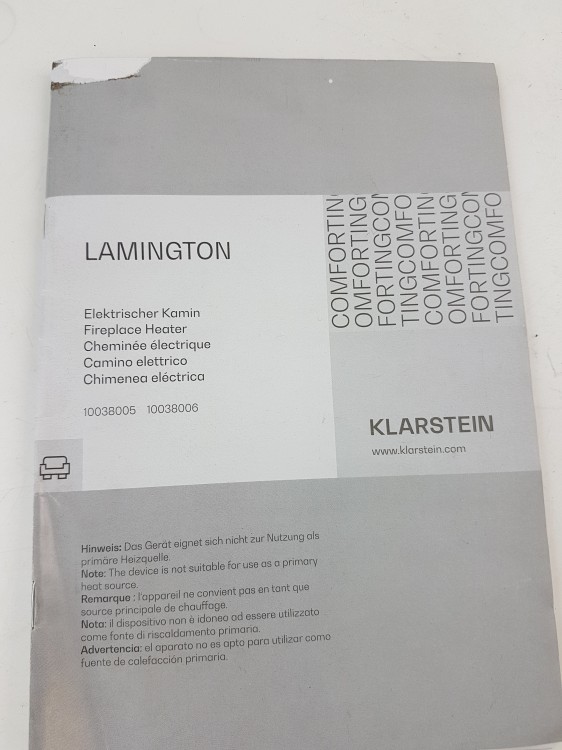 LAMINGTON
Elektrischer Kamin
Fireplace Heater
Cheminée électrique
Camino elettrico
Chimenea eléctrica
10038005 10038006
COMFORTIN
OMFORTING
FORTINGCOM
TINGCOMFO
COMFORTIN
OMFORTING
FORTINGCOM
TINGCOMFO
KLARSTEIN
www.klarstein.com
Hinweis: Das Gerät eignet sich nicht zur Nutzung als
primäre Heizquelle.
Note: The device is not suitable for use as a primary
heat source.
Remarque : l'appareil ne convient pas en tant que
source principale de chauffage.
Nota: il dispositivo non è idoneo ad essere utilizzato
come fonte di riscaldamento primaria.
Advertencia: el aparato no es apto para utilizar como
fuente de calefacción primaria.